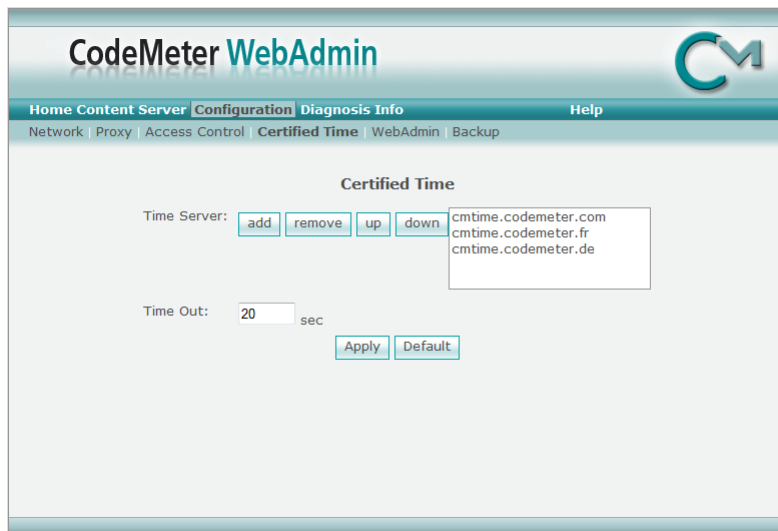 CodeMeter WebAdmin
CM
Home Content Server Configuration Diagnosis Info Help
Network | Proxy | Access Control | Certified Time | WebAdmin | Backup
Certified Time
Time Server: add remove up down
cmtime.codemeter.com
cmtime.codemeter.fr
cmtime.codemeter.de
Time Out: 20 sec
Apply Default